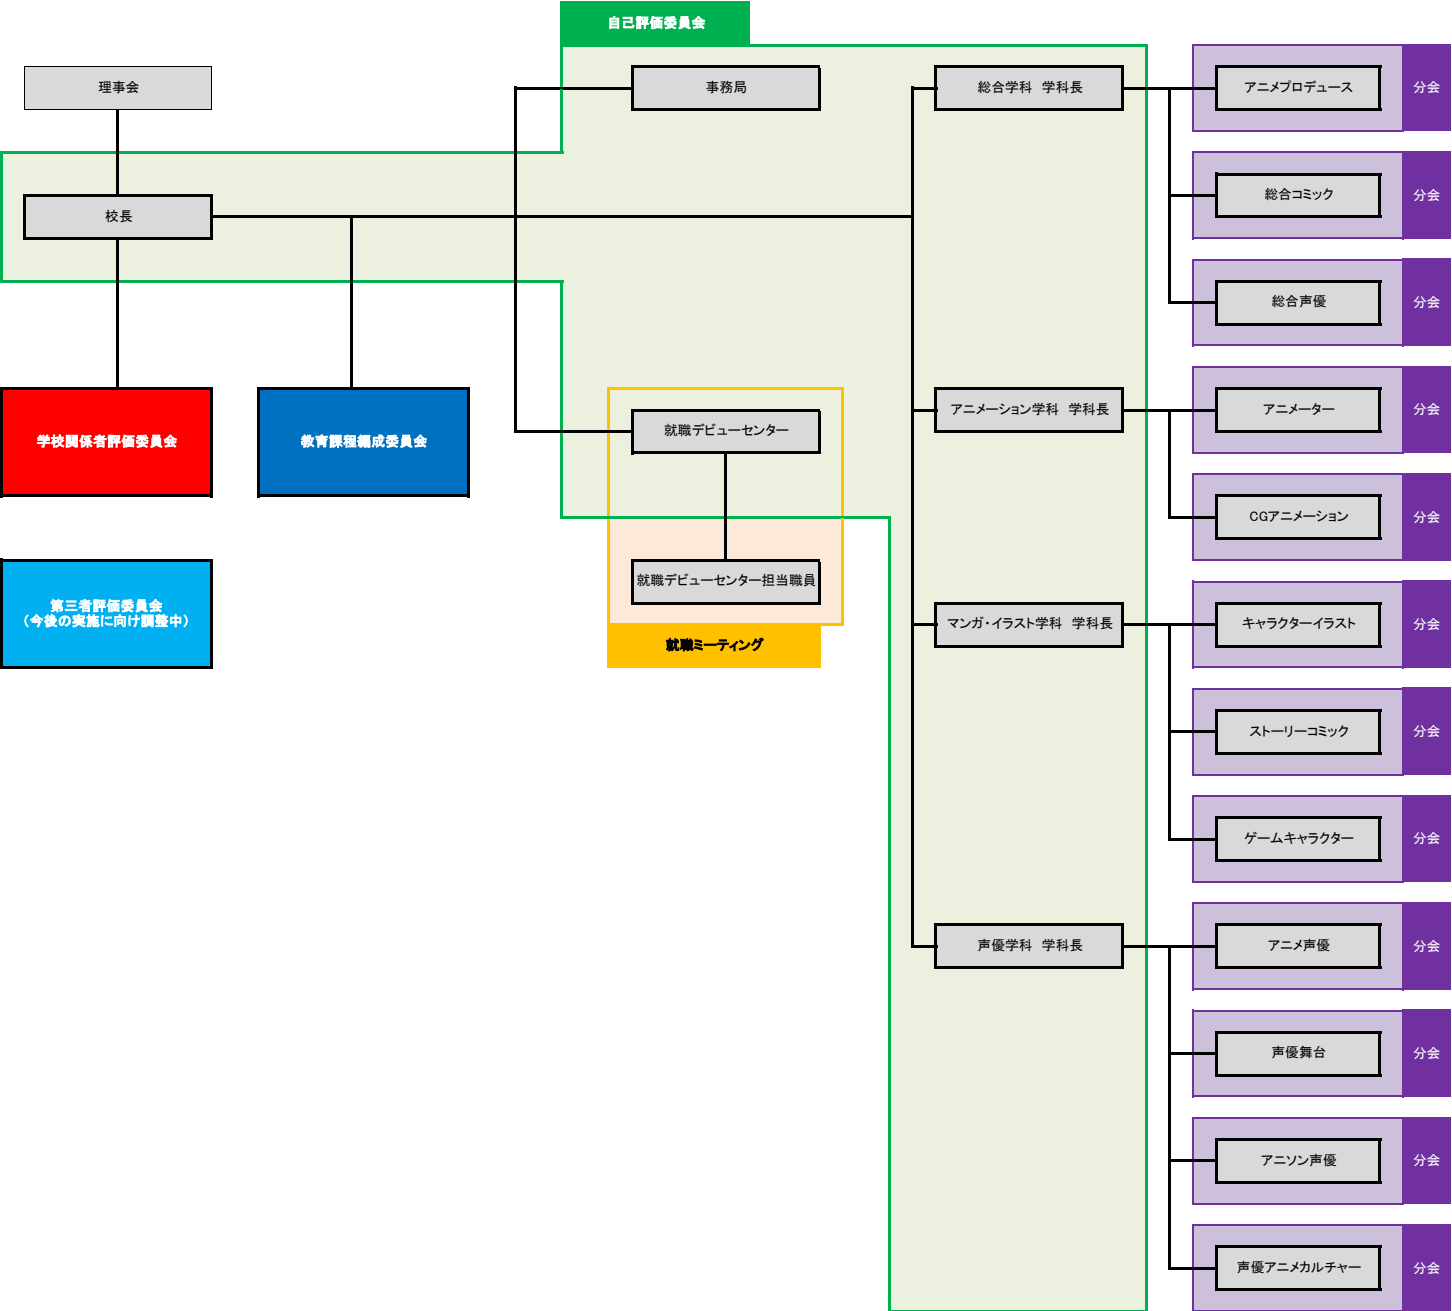 自己評価委員会
理事会
事務局
総合学科　学科長
アニメプロデュース
分会
校長
総合コミック
分会
総合声優
分会
学校関係者評価委員会
教育課程編成委員会
就職デビューセンター
アニメーション学科　学科長
アニメーター
分会
CGアニメーション
分会
第三者評価委員会
（今後の実施に向け調整中）
就職デビューセンター担当職員
就職ミーティング
マンガ・イラスト学科　学科長
キャラクターイラスト
分会
ストーリーコミック
分会
ゲームキャラクター
分会
声優学科　学科長
アニメ声優
分会
声優舞台
分会
アニソン声優
分会
声優アニメカルチャー
分会